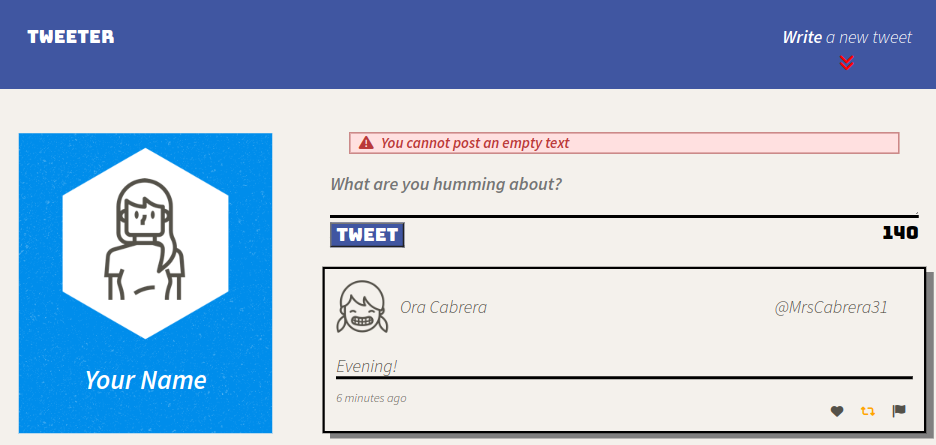 TWEETER
Write a new tweet
You cannot post an empty text
What are you humming about?
TWEET
140
Your Name
Ora Cabrera
@MrsCabrera31
Evening!
6 minutes ago